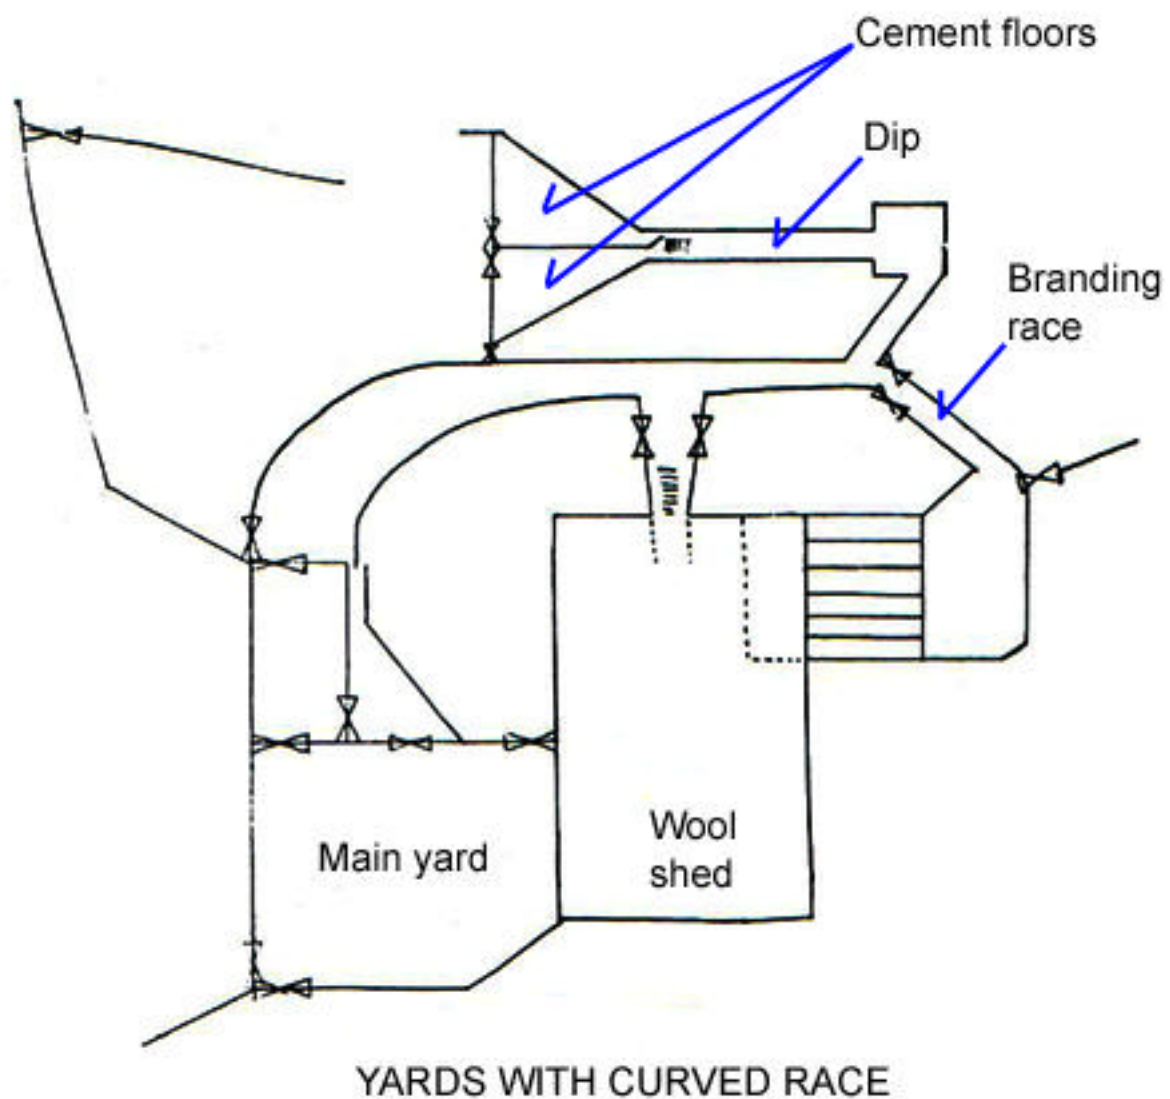 Cement floors
Dip
Branding
race
Main yard
Wool
shed
YARDS WITH CURVED RACE